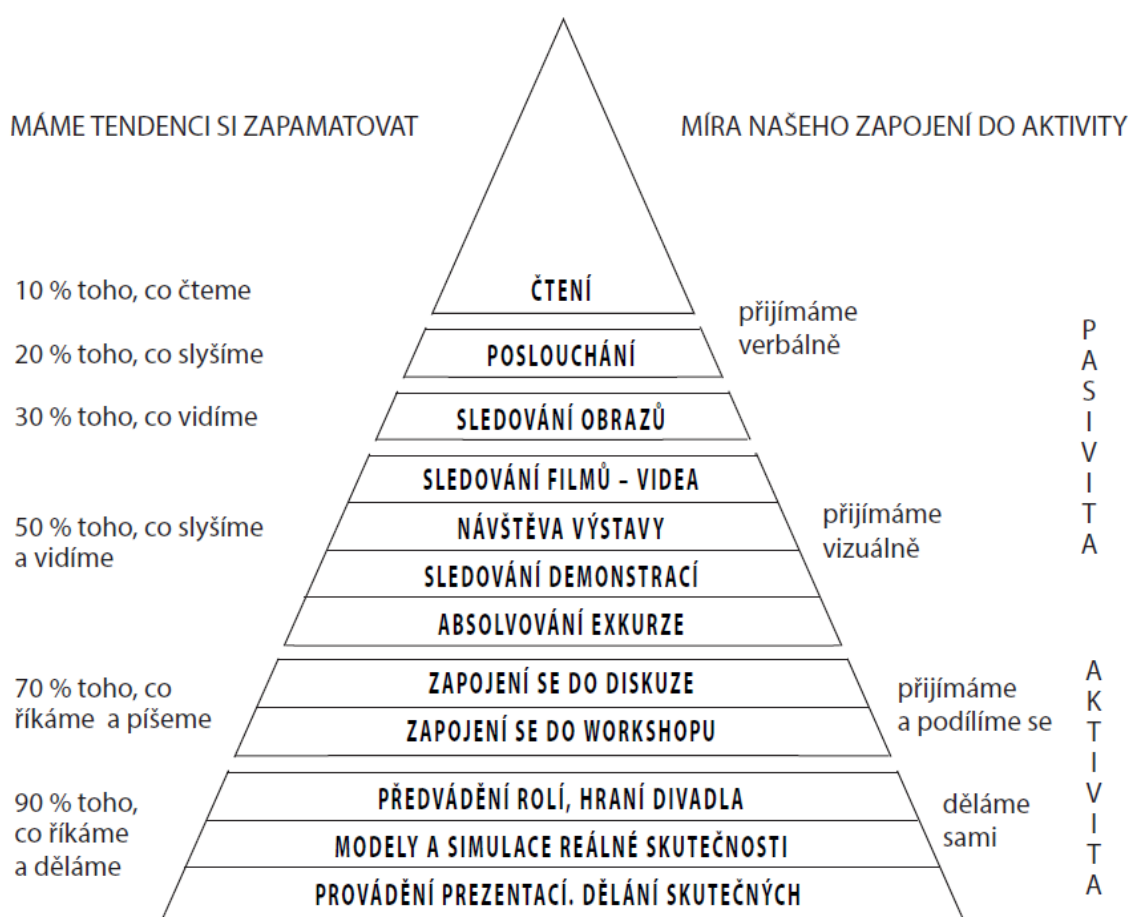 MÁME TENDENCI SI ZAPAMATOVAT
MÍRA NAŠEHO ZAPOJENÍ DO AKTIVITY
10 % toho, co čteme
ČTENÍ
přijímáme
verbálně
20 % toho, co slyšíme
POSLOUCHÁNÍ
30 % toho, co vidíme
SLEDOVÁNÍ OBRAZŮ
50 % toho, co slyšíme
a vidíme
SLEDOVÁNÍ FILMŮ – VIDEA
NÁVŠTĚVA VÝSTAVY
SLEDOVÁNÍ DEMONSTRACÍ
ABSOLVOVÁNÍ EXKURZE
přijímáme
vizuálně
PASIVITA
70 % toho, co
říkáme a píšeme
ZAPOJENÍ SE DO DISKUZE
ZAPOJENÍ SE DO WORKSHOPU
přijímáme
a podílíme se
90 % toho,
co říkáme
a děláme
PŘEDVÁDĚNÍ ROLÍ, HRANÍ DIVADLA
MODELY A SIMULACE REÁLNÉ SKUTEČNOSTI
PROVÁDĚNÍ PREZENTACÍ. DĚLÁNÍ SKUTEČNÝCH
děláme
sami
AKTIVITA